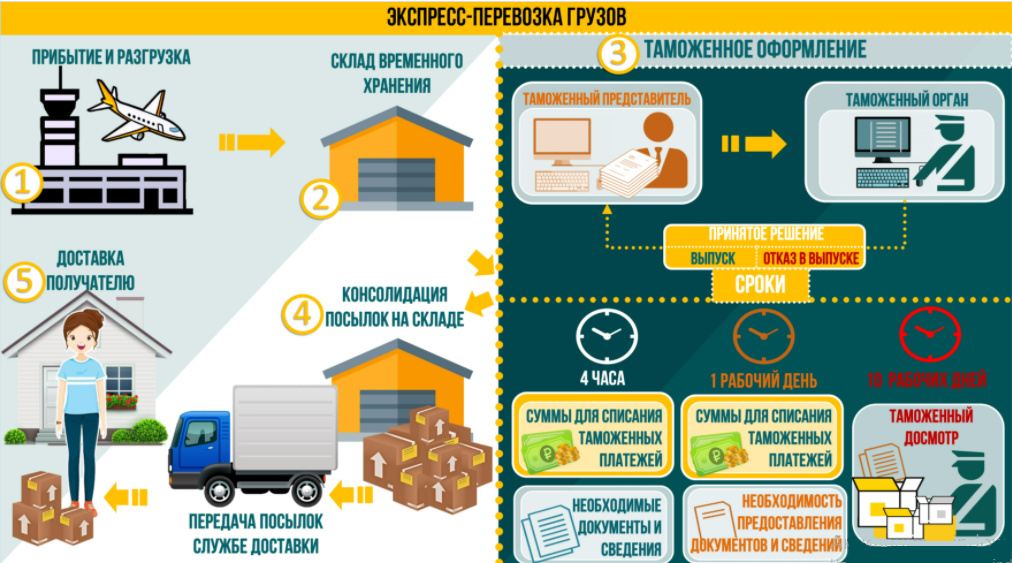 ЭКСПРЕСС-ПЕРЕВОЗКА ГРУЗОВ
ПРИБЫТИЕ И РАЗГРУЗКА
1
СКЛАД ВРЕМЕННОГО
ХРАНЕНИЯ
2
3 ТАМОЖЕННОЕ ОФОРМЛЕНИЕ
ТАМОЖЕННЫЙ ПРЕДСТАВИТЕЛЬ
ТАМОЖЕННЫЙ ОРГАН
ПРИНЯТОЕ РЕШЕНИЕ
ВЫПУСК
ОТКАЗ В ВЫПУСКЕ
СРОКИ
4 ЧАСА
СУММЫ ДЛЯ СПИСАНИЯ
ТАМОЖЕННЫХ
ПЛАТЕЖЕЙ
НЕОБХОДИМЫЕ
ДОКУМЕНТЫ И
СВЕДЕНИЯ
1 РАБОЧИЙ ДЕНЬ
СУММЫ ДЛЯ СПИСАНИЯ
ТАМОЖЕННЫХ
ПЛАТЕЖЕЙ
НЕОБХОДИМОСТЬ
ПРЕДОСТАВЛЕНИЯ
ДОКУМЕНТОВ И СВЕДЕНИЙ
10 РАБОЧИХ ДНЕЙ
ТАМОЖЕННЫЙ
ДОСМОТР
4
КОНСОЛИДАЦИЯ
ПОСЫЛОК НА СКЛАДЕ
ПЕРЕДАЧА ПОСЫЛОК
СЛУЖБЕ ДОСТАВКИ
5
ДОСТАВКА
ПОЛУЧАТЕЛЮ